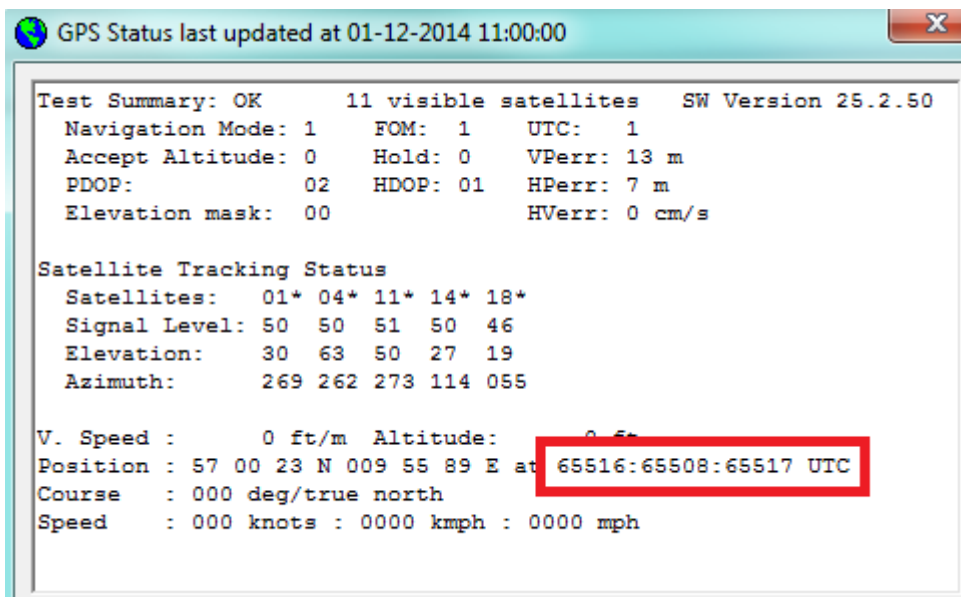 GPS Status last updated at 01-12-2014 11:00:00
Test Summary: OK 11 visible satellites SW Version 25.2.50
Navigation Mode: 1 FOM: 1 UTC: 1
Accept Altitude: 0 Hold: 0 VPerr: 13 m
PDOP: 02 HDOP: 01 HPerr: 7 m
Elevation mask: 00 HVerr: 0 cm/s
Satellite Tracking Status
Satellites: 01* 04* 11* 14* 18*
Signal Level: 50 50 51 50 46
Elevation: 30 63 50 27 19
Azimuth: 269 262 273 114 055
V. Speed : 0 ft/m Altitude: 0 ft
Position : 57 00 23 N 009 55 89 E at 65516:65508:65517 UTC
Course : 000 deg/true north
Speed : 000 knots : 0000 kmph : 0000 mph